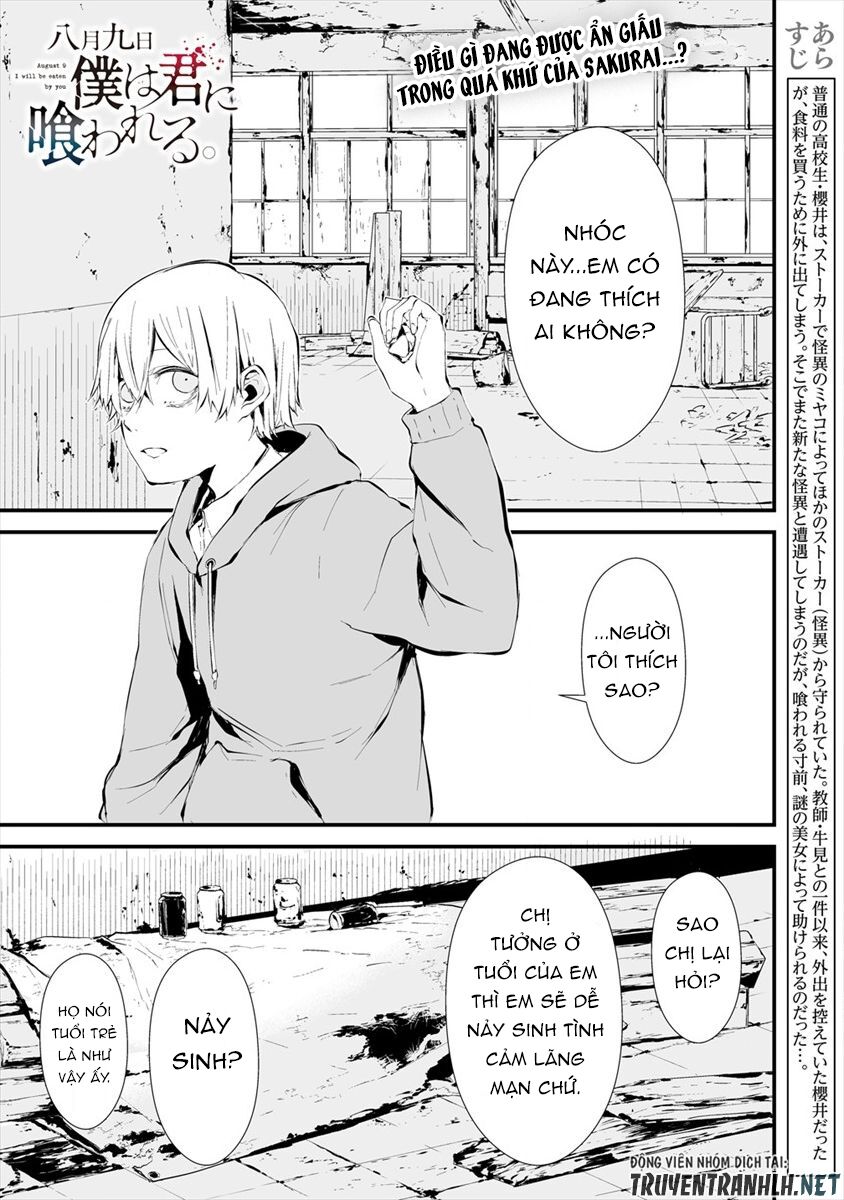 あらすじ
普通の高校生・櫻井は、ストーカーで怪異のミヤコによってほかのストーカー(怪異)から守られていた。教師・牛見との一件以来、外出を控えていた櫻井だった
が、食料を買うために外に出てしまう。そこでまた新たな怪異と遭遇してしまうのだが、喰われる寸前、謎の美女によって助けられるのだった…。
八月九日
August 9
I will be eaten
by you
僕は君に
喰われる。
ĐIỀU GÌ ĐANG ĐƯỢC ẨN GIẤU
TRONG QUÁ KHỨ CỦA SAKURAI...?
NHÓC
NÀY...EM CÓ
ĐANG THÍCH
AI KHÔNG?
...NGƯỜI
TÔI THÍCH
SAO?
SAO
CHỊ LẠI
HỎI?
CHỊ
TƯỞNG Ở
TUỔI CỦA EM
THÌ EM SẼ DỄ
NẢY SINH TÌNH
CẢM LÃNG
MẠN CHỨ.
NẢY
SINH?
HỌ NÓI
TUỔI TRẺ
LÀ NHƯ
VẬY ẤY.
ĐỘNG VIÊN NHÓM DỊCH TẠI:
TRUYENTRANHLH.NET